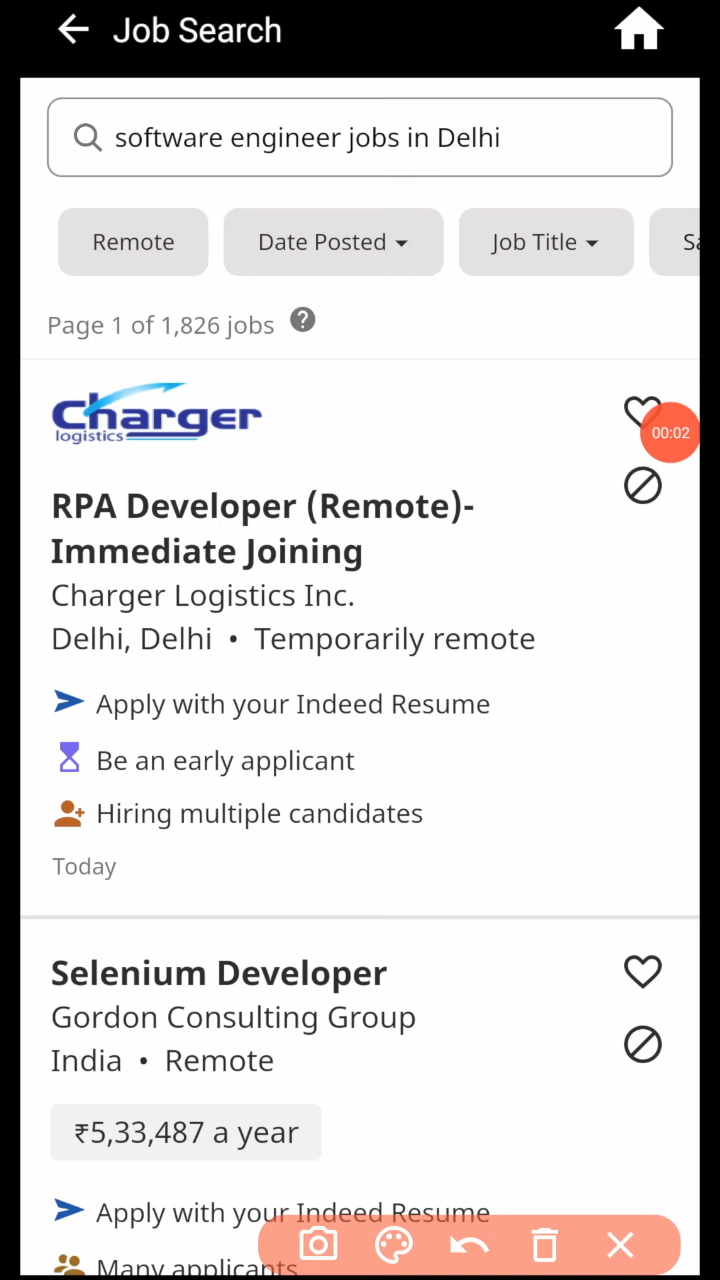 Job Search
software engineer jobs in Delhi
Remote
Date Posted
Job Title
Sa
Page 1 of 1,826 jobs
Charger
logistics
00:02
RPA Developer (Remote)-
Immediate Joining
Charger Logistics Inc.
Delhi, Delhi • Temporarily remote
Apply with your Indeed Resume
Be an early applicant
Hiring multiple candidates
Today
Selenium Developer
Gordon Consulting Group
India • Remote
₹5,33,487 a year
Apply with your Indeed Resume
Many applicants